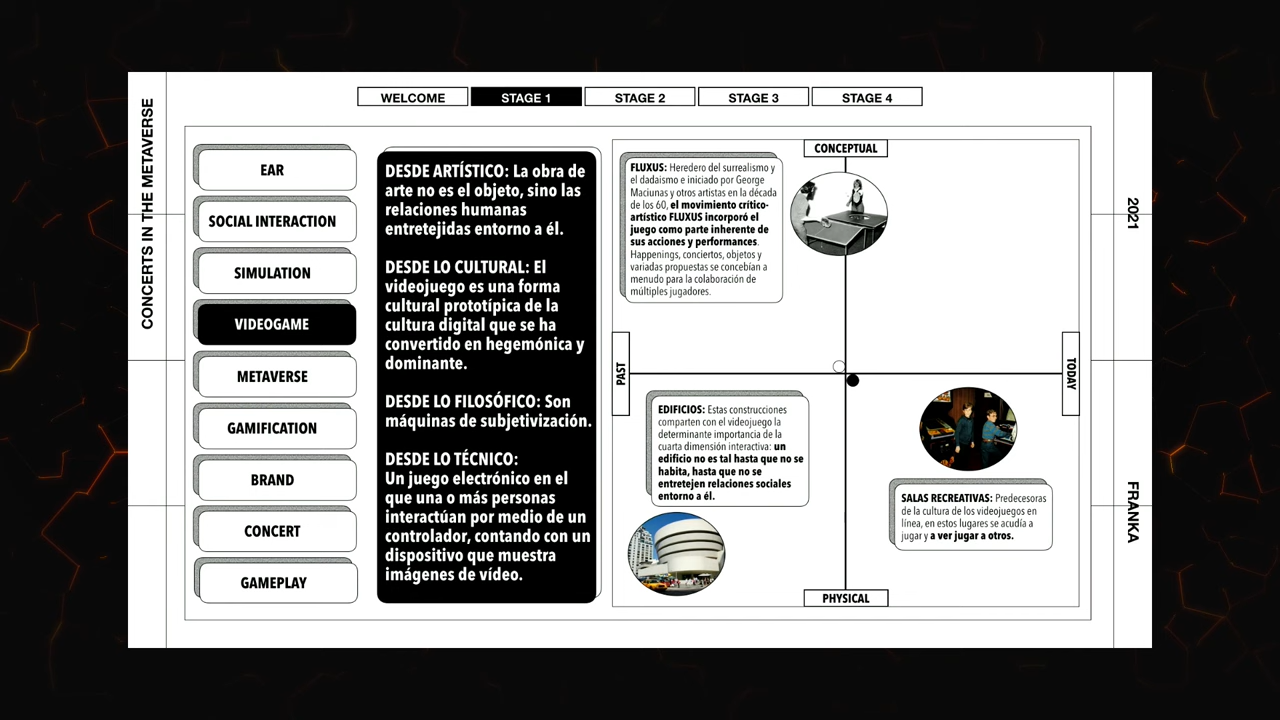 CONCERTS IN THE METAVERSE
WELCOME
STAGE 1
STAGE 2
STAGE 3
STAGE 4
EAR
SOCIAL INTERACTION
SIMULATION
VIDEOGAME
METAVERSE
GAMIFICATION
BRAND
CONCERT
GAMEPLAY
DESDE ARTÍSTICO: La obra de
arte no es el objeto, sino las
relaciones humanas
entretejidas entorno a él.
DESDE LO CULTURAL: El
videojuego es una forma
cultural prototípica de la
cultura digital que se ha
convertido en hegemónica y
dominante.
DESDE LO FILOSÓFICO: Son
máquinas de subjetivización.
DESDE LO TÉCNICO:
Un juego electrónico en el
que una o más personas
interactúan por medio de un
controlador, contando con un
dispositivo que muestra
imágenes de vídeo.
CONCEPTUAL
FLUXUS: Heredero del surrealismo y
el dadaismo e iniciado por George
Maciunas y otros artistas en la década
de los 60, el movimiento crítico-
artístico FLUXUS incorporó el
juego como parte inherente de
sus acciones y performances.
Happenings, conciertos, objetos y
variadas propuestas se concebían a
menudo para la colaboración de
múltiples jugadores.
PAST
TODAY
EDIFICIOS: Estas construcciones
comparten con el videojuego la
determinante importancia de la
cuarta dimensión interactiva: un
edificio no es tal hasta que no se
habita, hasta que no se
entretejen relaciones sociales
entorno a él.
SALAS RECREATIVAS: Predecesoras
de la cultura de los videojuegos en
línea, en estos lugares se acudía a
jugar y a ver jugar a otros.
PHYSICAL
2021
FRANKA